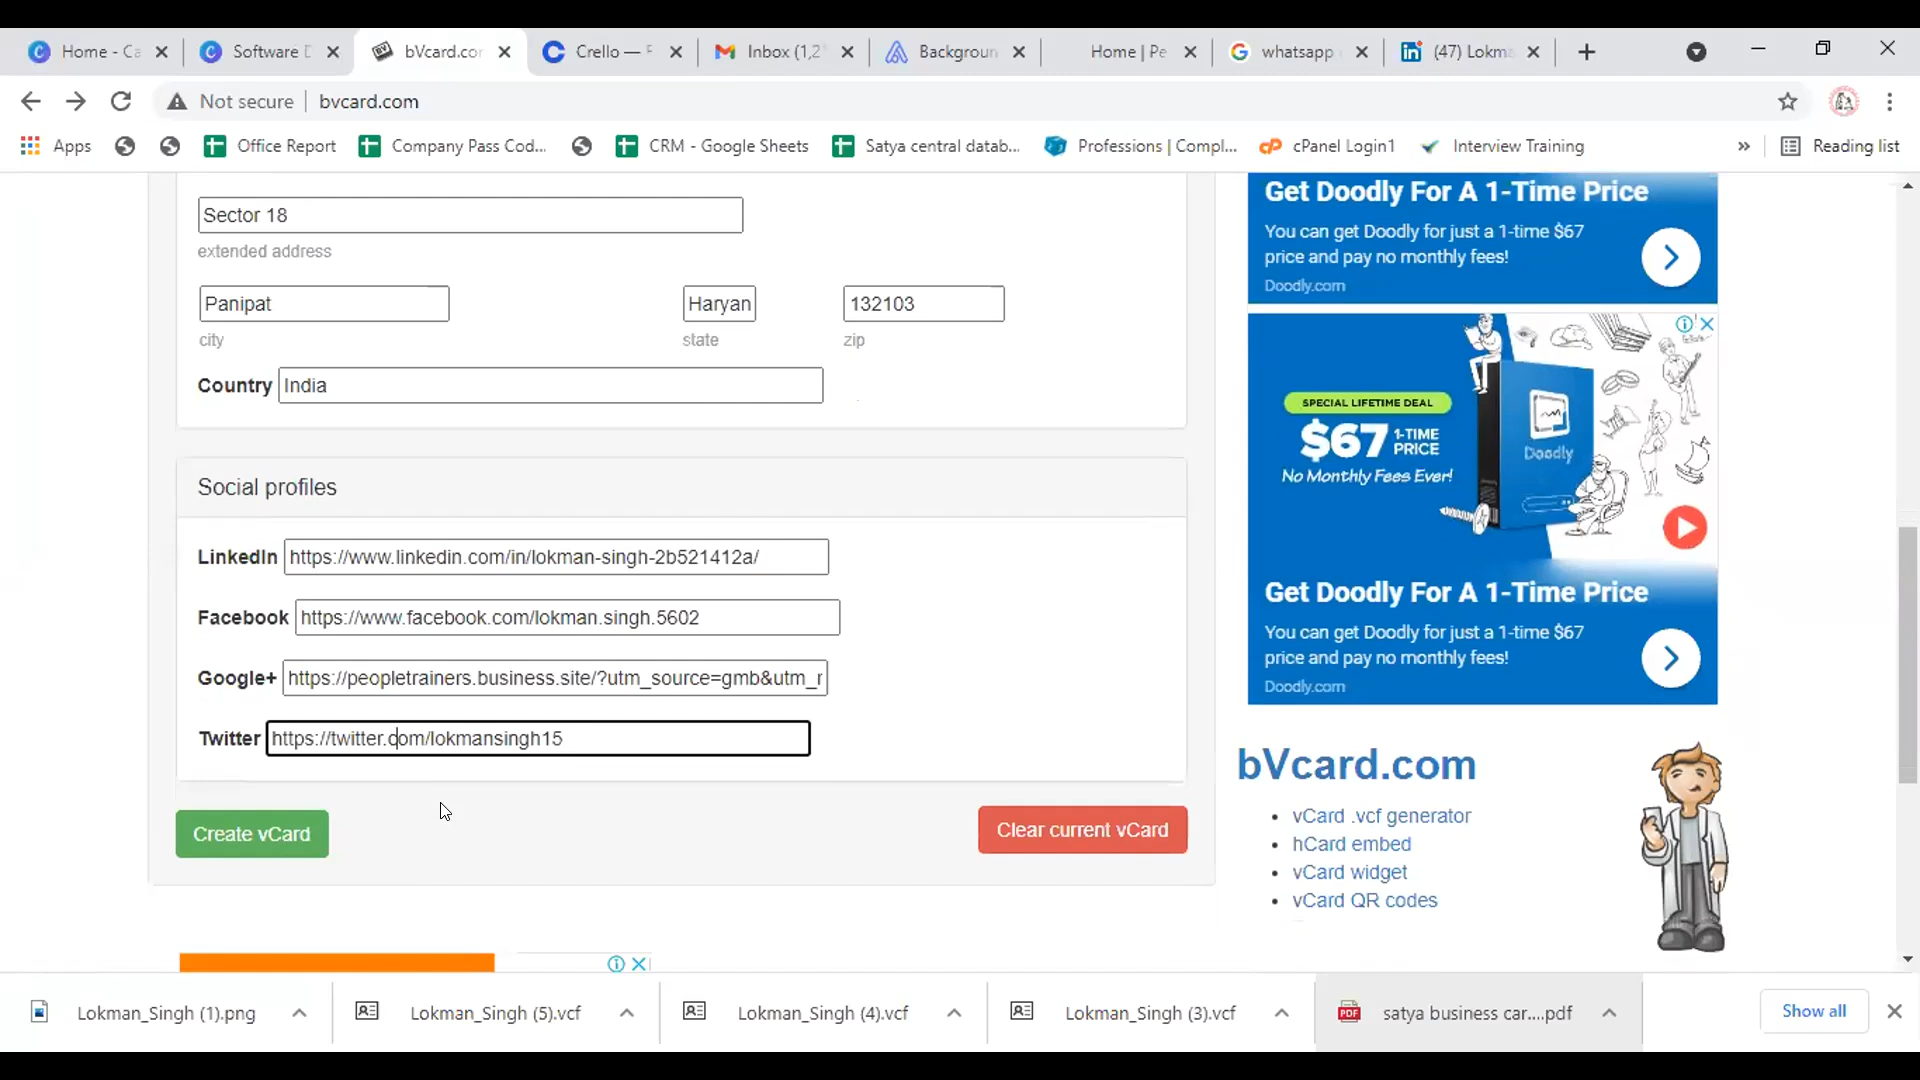 Home - Ca
Software D
bVcard.cor
Crello — F
Inbox (1,2
Backgroun
Home | Pe
whatsapp
(47) Lokma
Not secure
bvcard.com
Apps
Office Report
Company Pass Cod...
CRM - Google Sheets
Satya central datab...
Professions | Compl...
cPanel Login1
Interview Training
»
Reading list
Sector 18
extended address
Panipat
Haryan
132103
city
state
zip
Country
India
Social profiles
LinkedIn
https://www.linkedin.com/in/lokman-singh-2b521412a/
Facebook
https://www.facebook.com/lokman.singh.5602
Google+
https://peopletrainers.business.site/?utm_source=gmb&utm_r
Twitter
https://twitter.com/lokmansingh15
Create vCard
Clear current vCard
Get Doodly For A 1-Time Price
You can get Doodly for just a 1-time $67
price and pay no monthly fees!
Doodly.com
SPECIAL LIFETIME DEAL
$67 1-TIME
PRICE
No Monthly Fees Ever!
Doodly
Get Doodly For A 1-Time Price
You can get Doodly for just a 1-time $67
price and pay no monthly fees!
Doodly.com
bVcard.com
vCard .vcf generator
hCard embed
vCard widget
vCard QR codes
Lokman_Singh (1).png
Lokman_Singh (5).vcf
Lokman_Singh (4).vcf
Lokman_Singh (3).vcf
PDF
satya business car....pdf
Show all